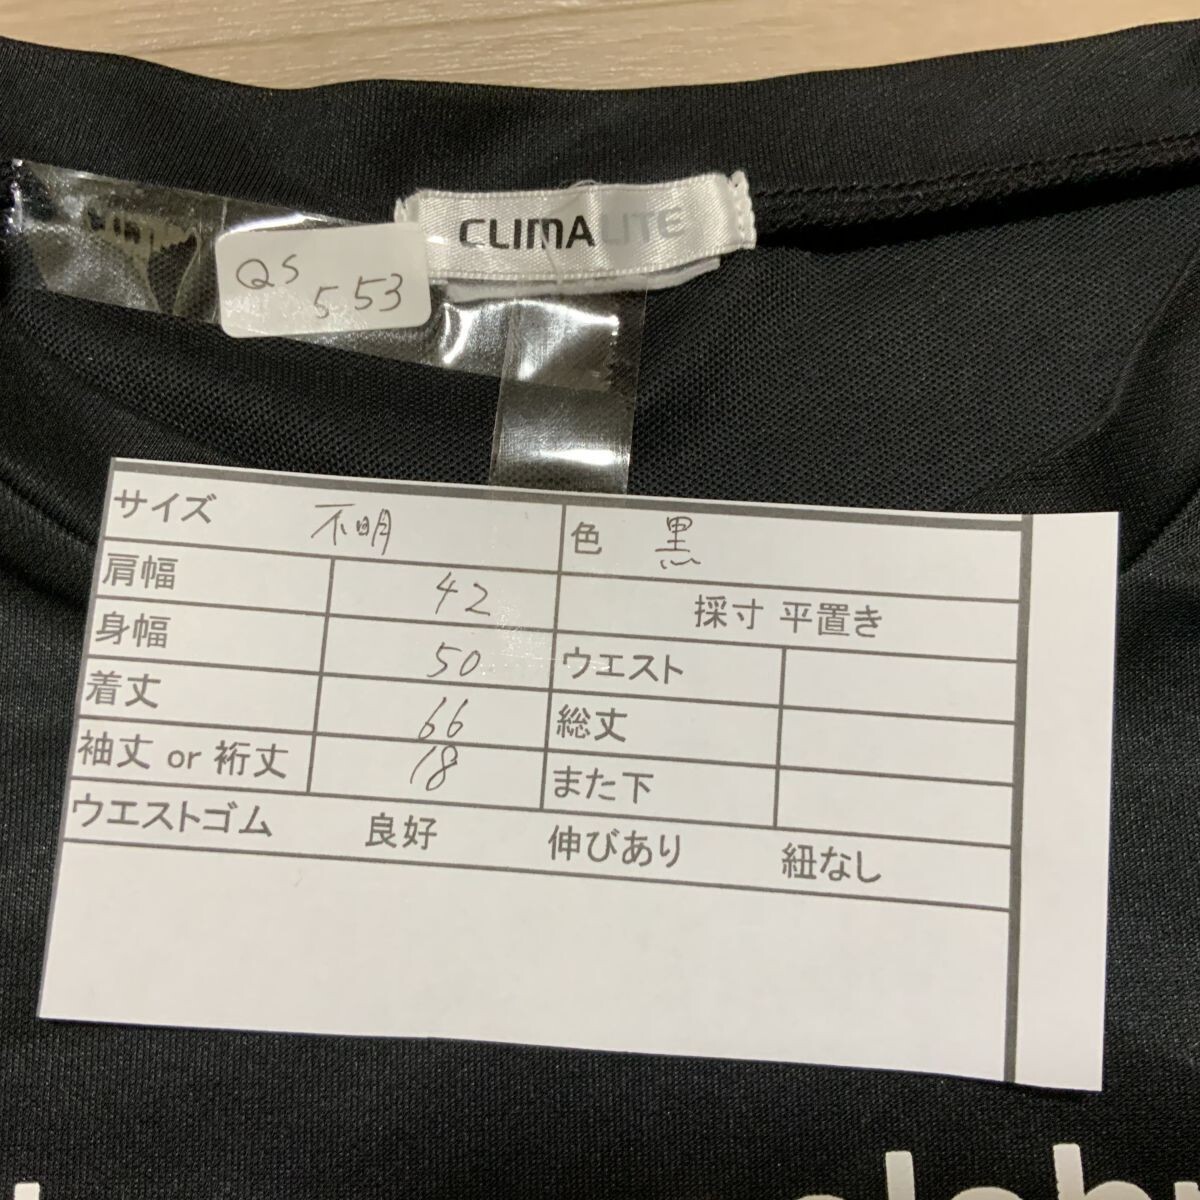 CLIMALITE
QS
553
サイズ 不明 色 黒
肩幅 42 採寸 平置き
身幅 50 ウエスト
着丈 66 総丈
袖丈 or 裄丈 18 また下
ウエストゴム 良好 伸びあり 紐なし